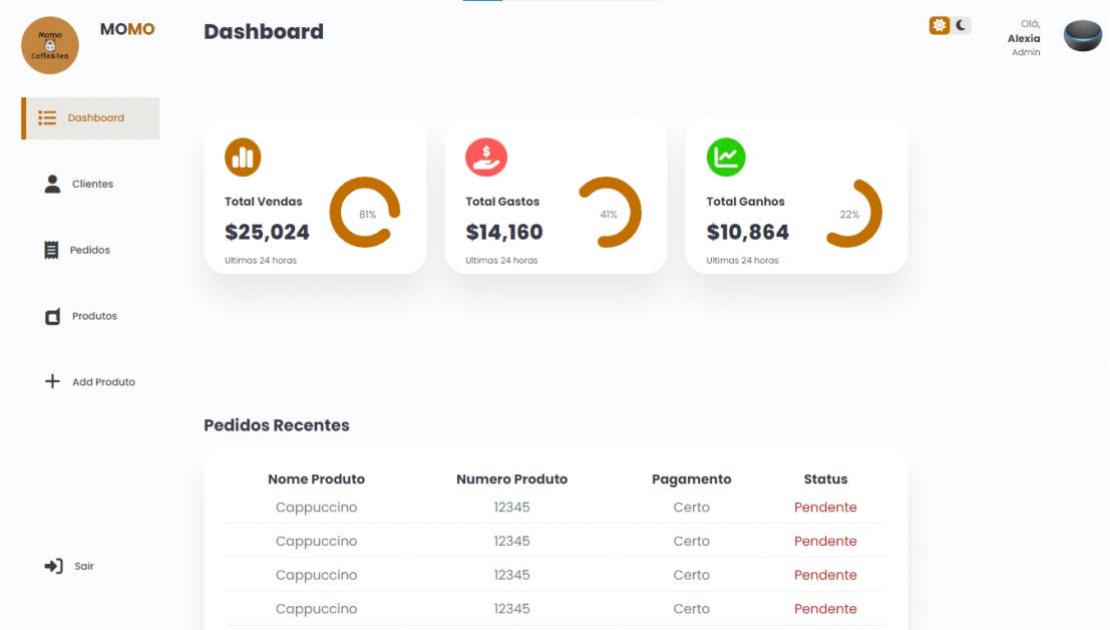 Momo
Coffe&Tea
MOMO
Dashboard
Olá,
Alexia
Admin
Dashboard
Clientes
Pedidos
Produtos
Add Produto
Sair
Total Vendas
$25,024
Ultimas 24 horas
81%
Total Gastos
$14,160
Ultimas 24 horas
41%
Total Ganhos
$10,864
Ultimas 24 horas
22%
Pedidos Recentes
Nome Produto Numero Produto Pagamento Status
Cappuccino 12345 Certo Pendente
Cappuccino 12345 Certo Pendente
Cappuccino 12345 Certo Pendente
Cappuccino 12345 Certo Pendente